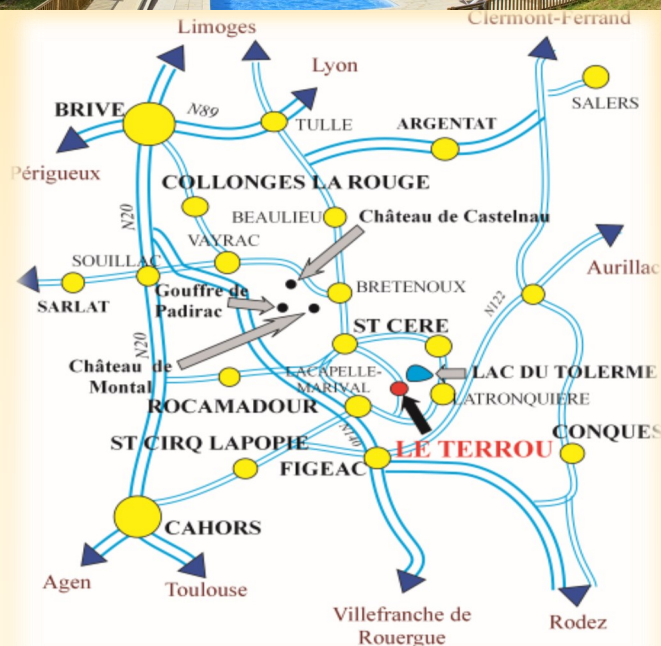 Clermont-Ferrand
Limoges
Lyon
SALERS
BRIVE
N89
TULLE
ARGENTAT
Périgueux
COLLONGES LA ROUGE
N20
BEAULIEU
Château de Castelnau
VAYRAC
SOUILLAC
Aurillac
SARLAT
Gouffre de
Padirac
BRETENOUX
N122
N20
ST CERE
Château de
Montal
LACAPELLE-
MARIVAL
LAC DU TOLERME
LATRONQUIERE
ROCAMADOUR
N140
ST CIRQ LAPOPIE
LE TERROU
CONQUES
FIGEAC
CAHORS
Agen
Toulouse
Villefranche de
Rouergue
Rodez